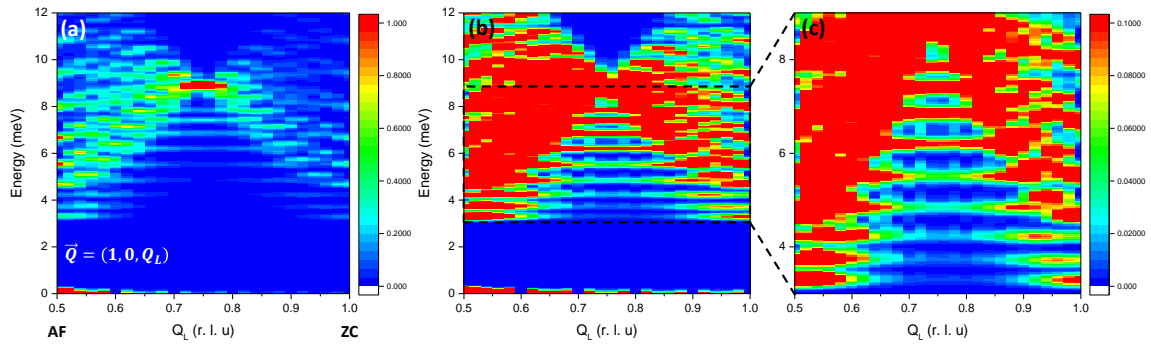 (a)
12
10
8
6
4
2
0
Energy (meV)
Q⃗ = (1, 0, Q_L)
0.5 0.6 0.7 0.8 0.9 1.0
AF Q_L (r. l. u) ZC
1.000
0.8000
0.6000
0.4000
0.2000
0.000
(b)
12
10
8
6
4
2
0
Energy (meV)
0.5 0.6 0.7 0.8 0.9 1.0
Q_L (r. l. u)
(c)
8
6
4
0.5 0.6 0.7 0.8 0.9 1.0
Q_L (r. l. u)
0.1000
0.08000
0.06000
0.04000
0.02000
0.000